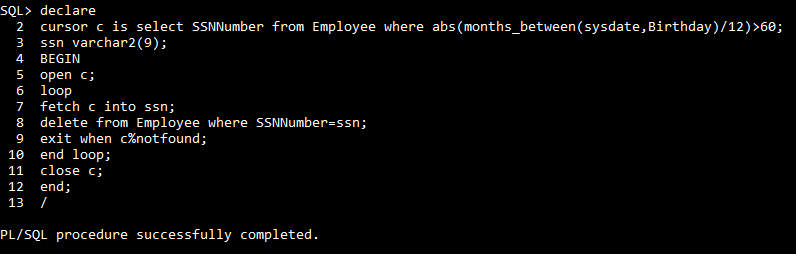 SQL> declare
  2  cursor c is select SSNNumber from Employee where abs(months_between(sysdate,Birthday)/12)>60;
  3  ssn varchar2(9);
  4  BEGIN
  5  open c;
  6  loop
  7  fetch c into ssn;
  8  delete from Employee where SSNNumber=ssn;
  9  exit when c%notfound;
 10  end loop;
 11  close c;
 12  end;
 13  /
PL/SQL procedure successfully completed.